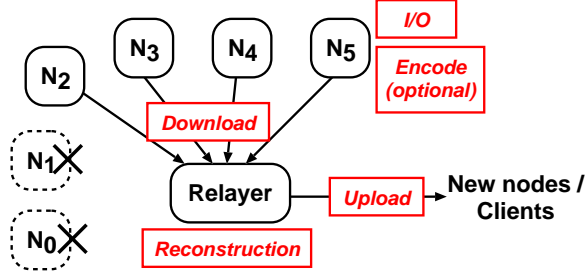 I/O
N3
N4
N5
N2
Encode
(optional)
Download
N1
Relayer
Upload
New nodes /
Clients
N0
Reconstruction